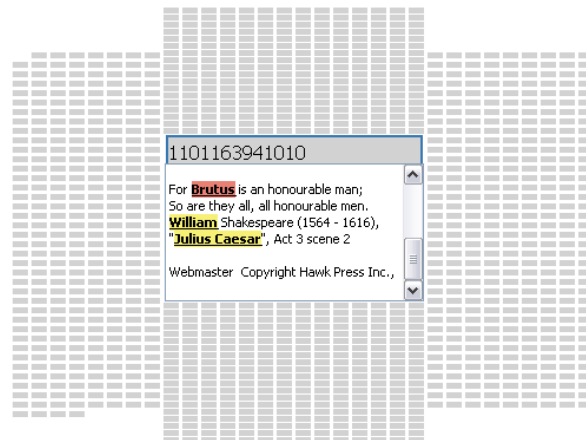 1101163941010
For Brutus is an honourable man;
So are they all, all honourable men.
William Shakespeare (1564 - 1616),
"Julius Caesar", Act 3 scene 2
Webmaster Copyright Hawk Press Inc.,